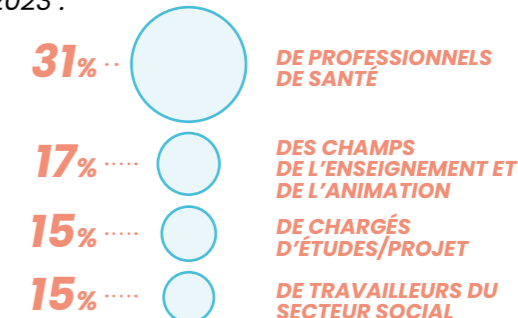 2023 :
31% ..
DE PROFESSIONNELS
DE SANTÉ
17% .....
DES CHAMPS
DE L'ENSEIGNEMENT ET
DE L'ANIMATION
15% .....
DE CHARGÉS
D'ÉTUDES/PROJET
15% .....
DE TRAVAILLEURS DU
SECTEUR SOCIAL